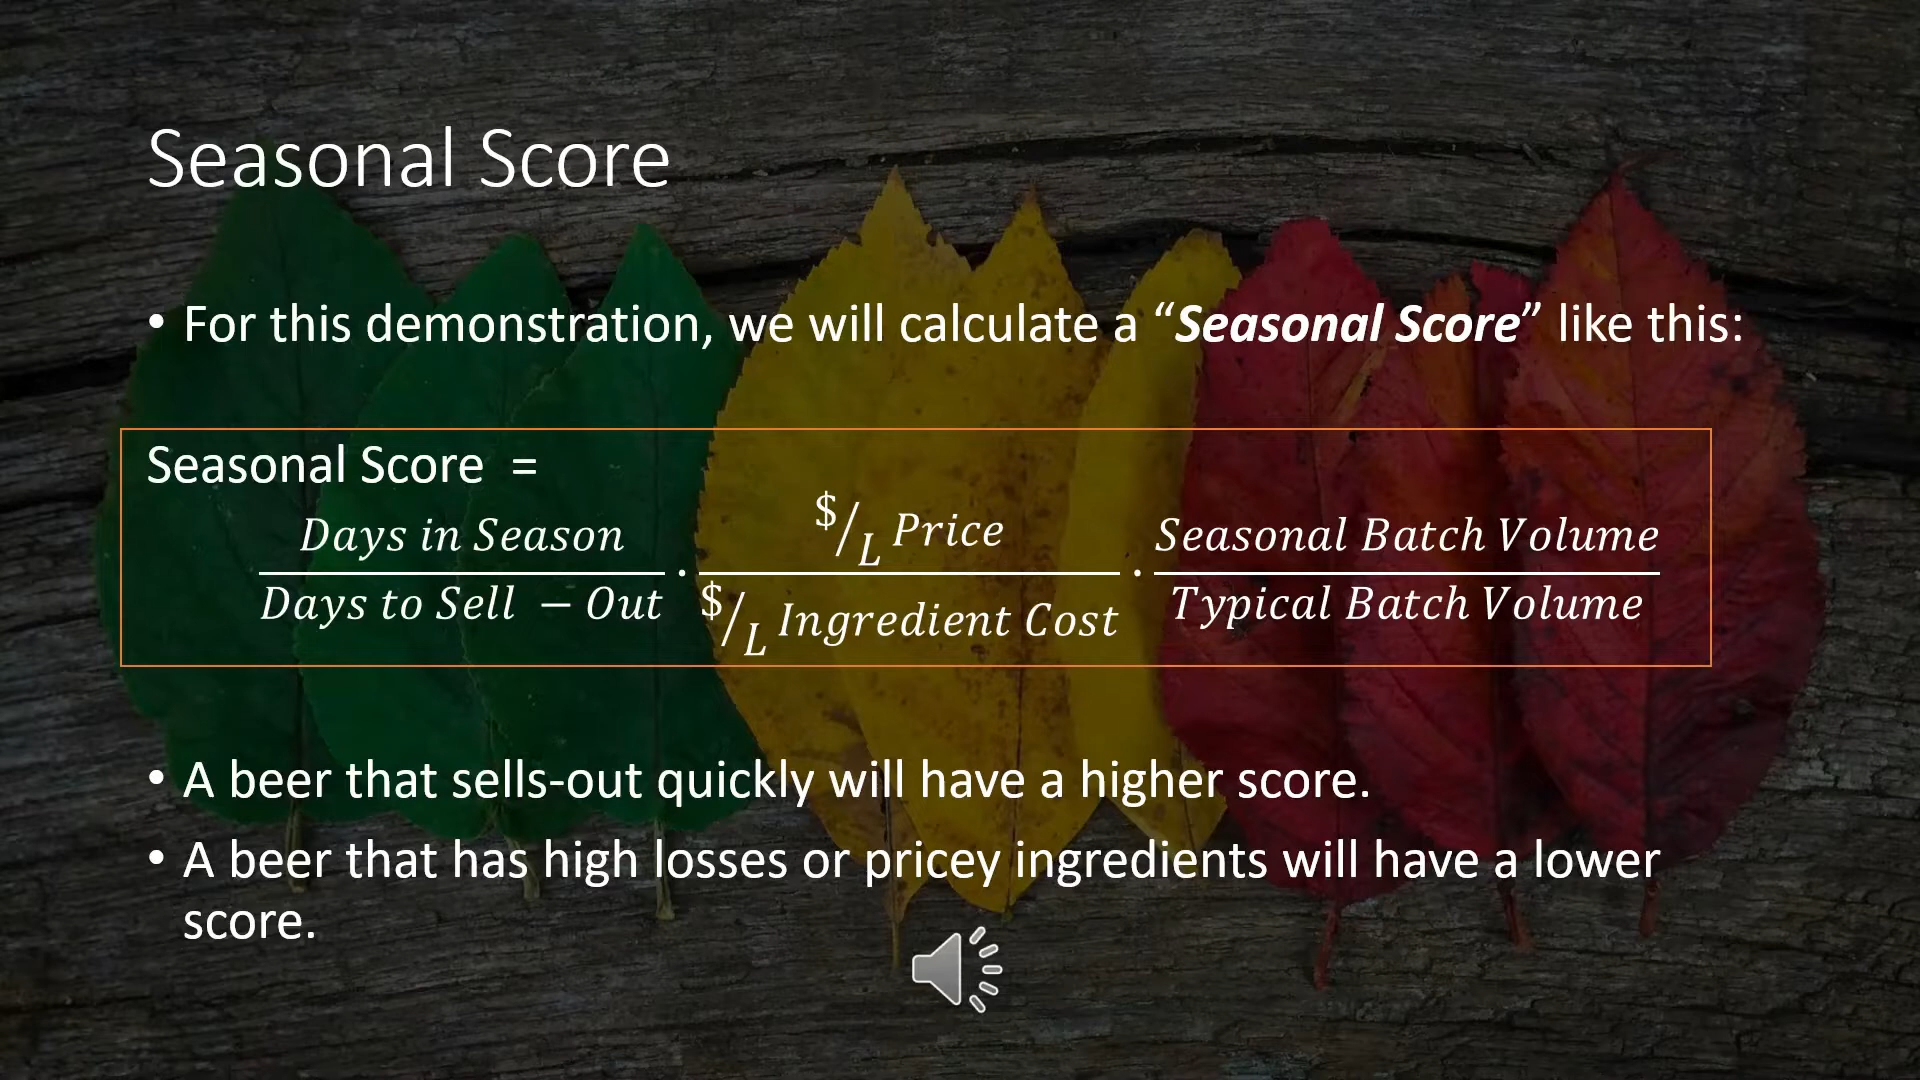 Seasonal Score
• For this demonstration, we will calculate a “Seasonal Score” like this:
Seasonal Score =
Days in Season / Days to Sell − Out · $/L Price / $/L Ingredient Cost · Seasonal Batch Volume / Typical Batch Volume
• A beer that sells-out quickly will have a higher score.
• A beer that has high losses or pricey ingredients will have a lower
score.